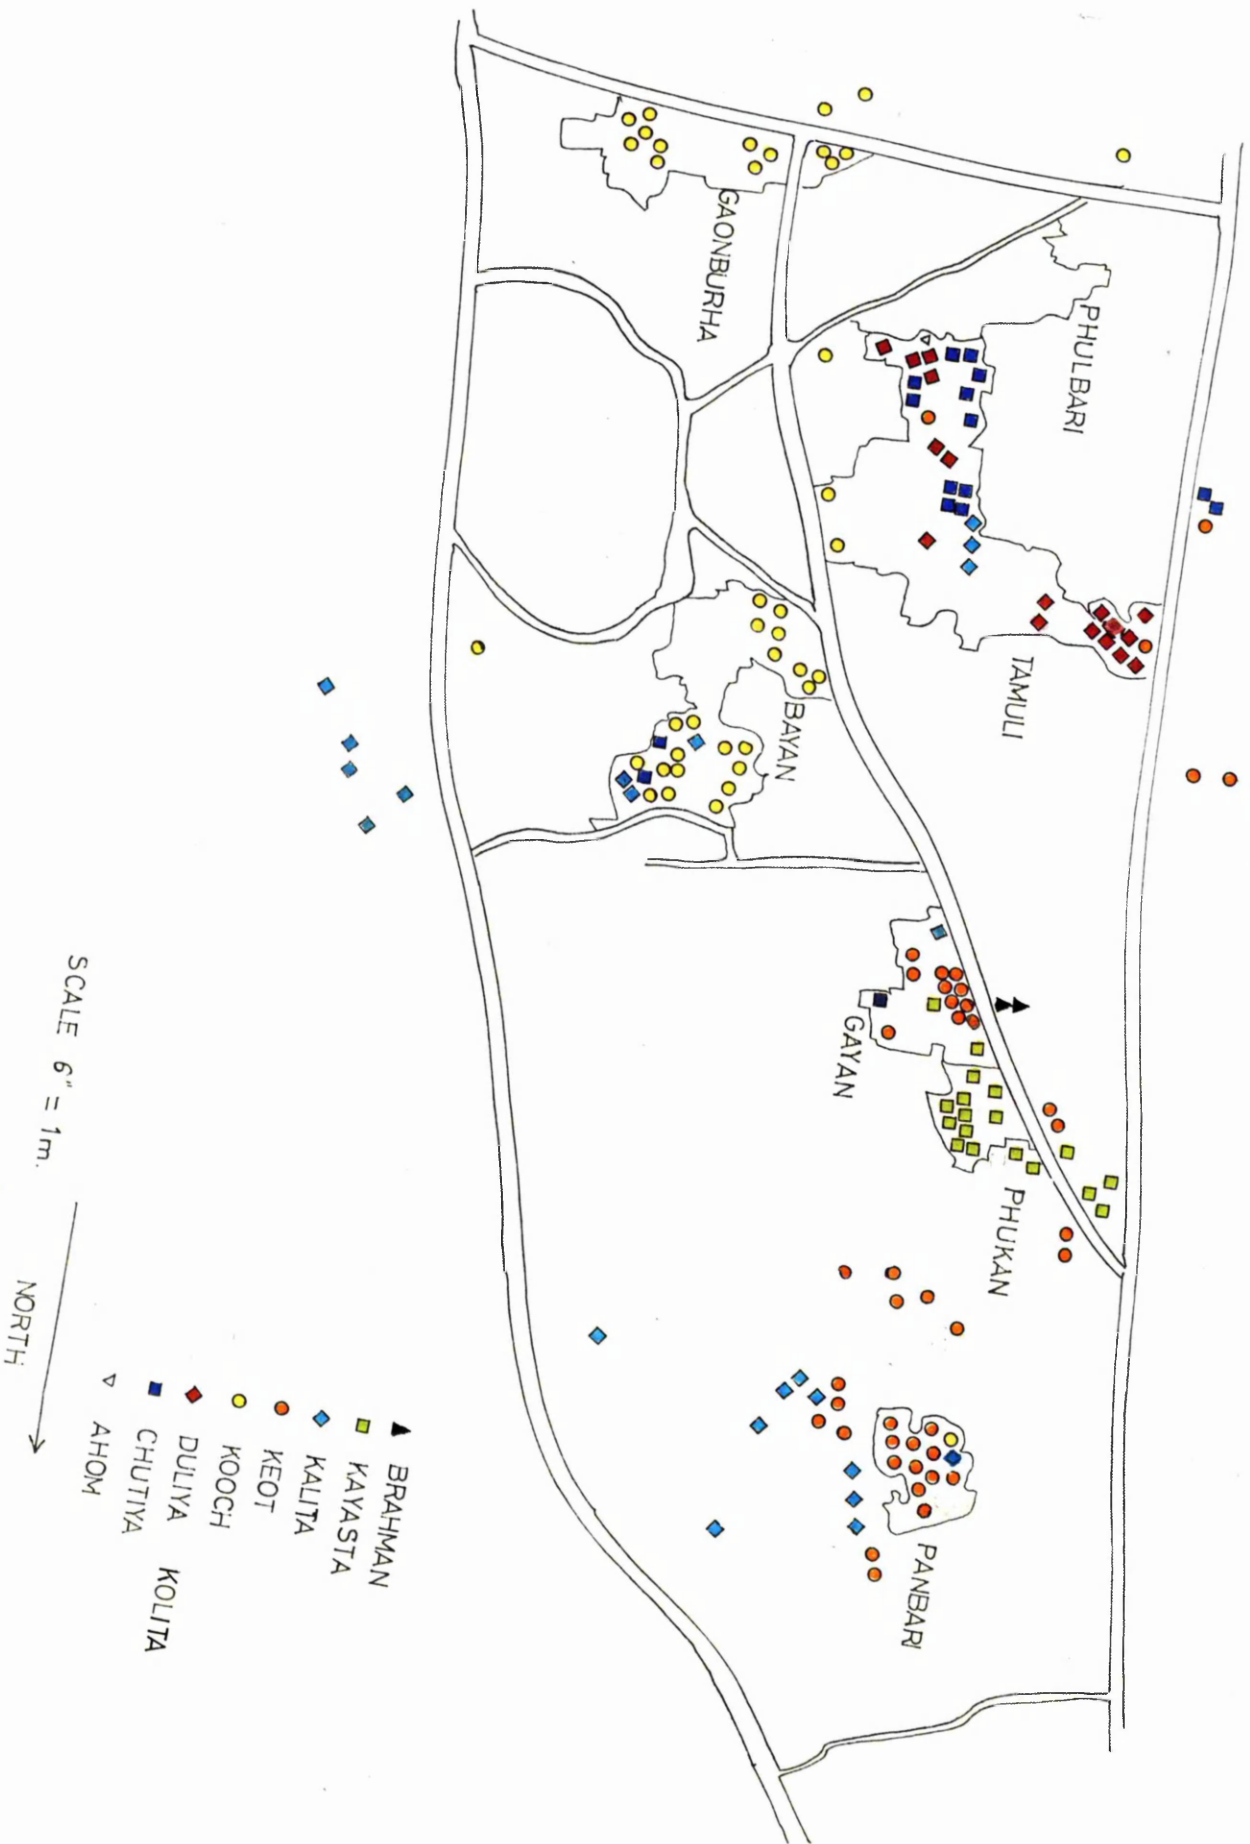 GAONBURHA
PHULBARI
TAMULI
BAYAN
GAYAN
PHUKAN
PANBARI
SCALE 6" = 1m.
NORTH
BRAHMAN
KAYASTA
KALITA
KEOT
KOOCH
DULIYA KOLITA
CHUTIYA
AHOM